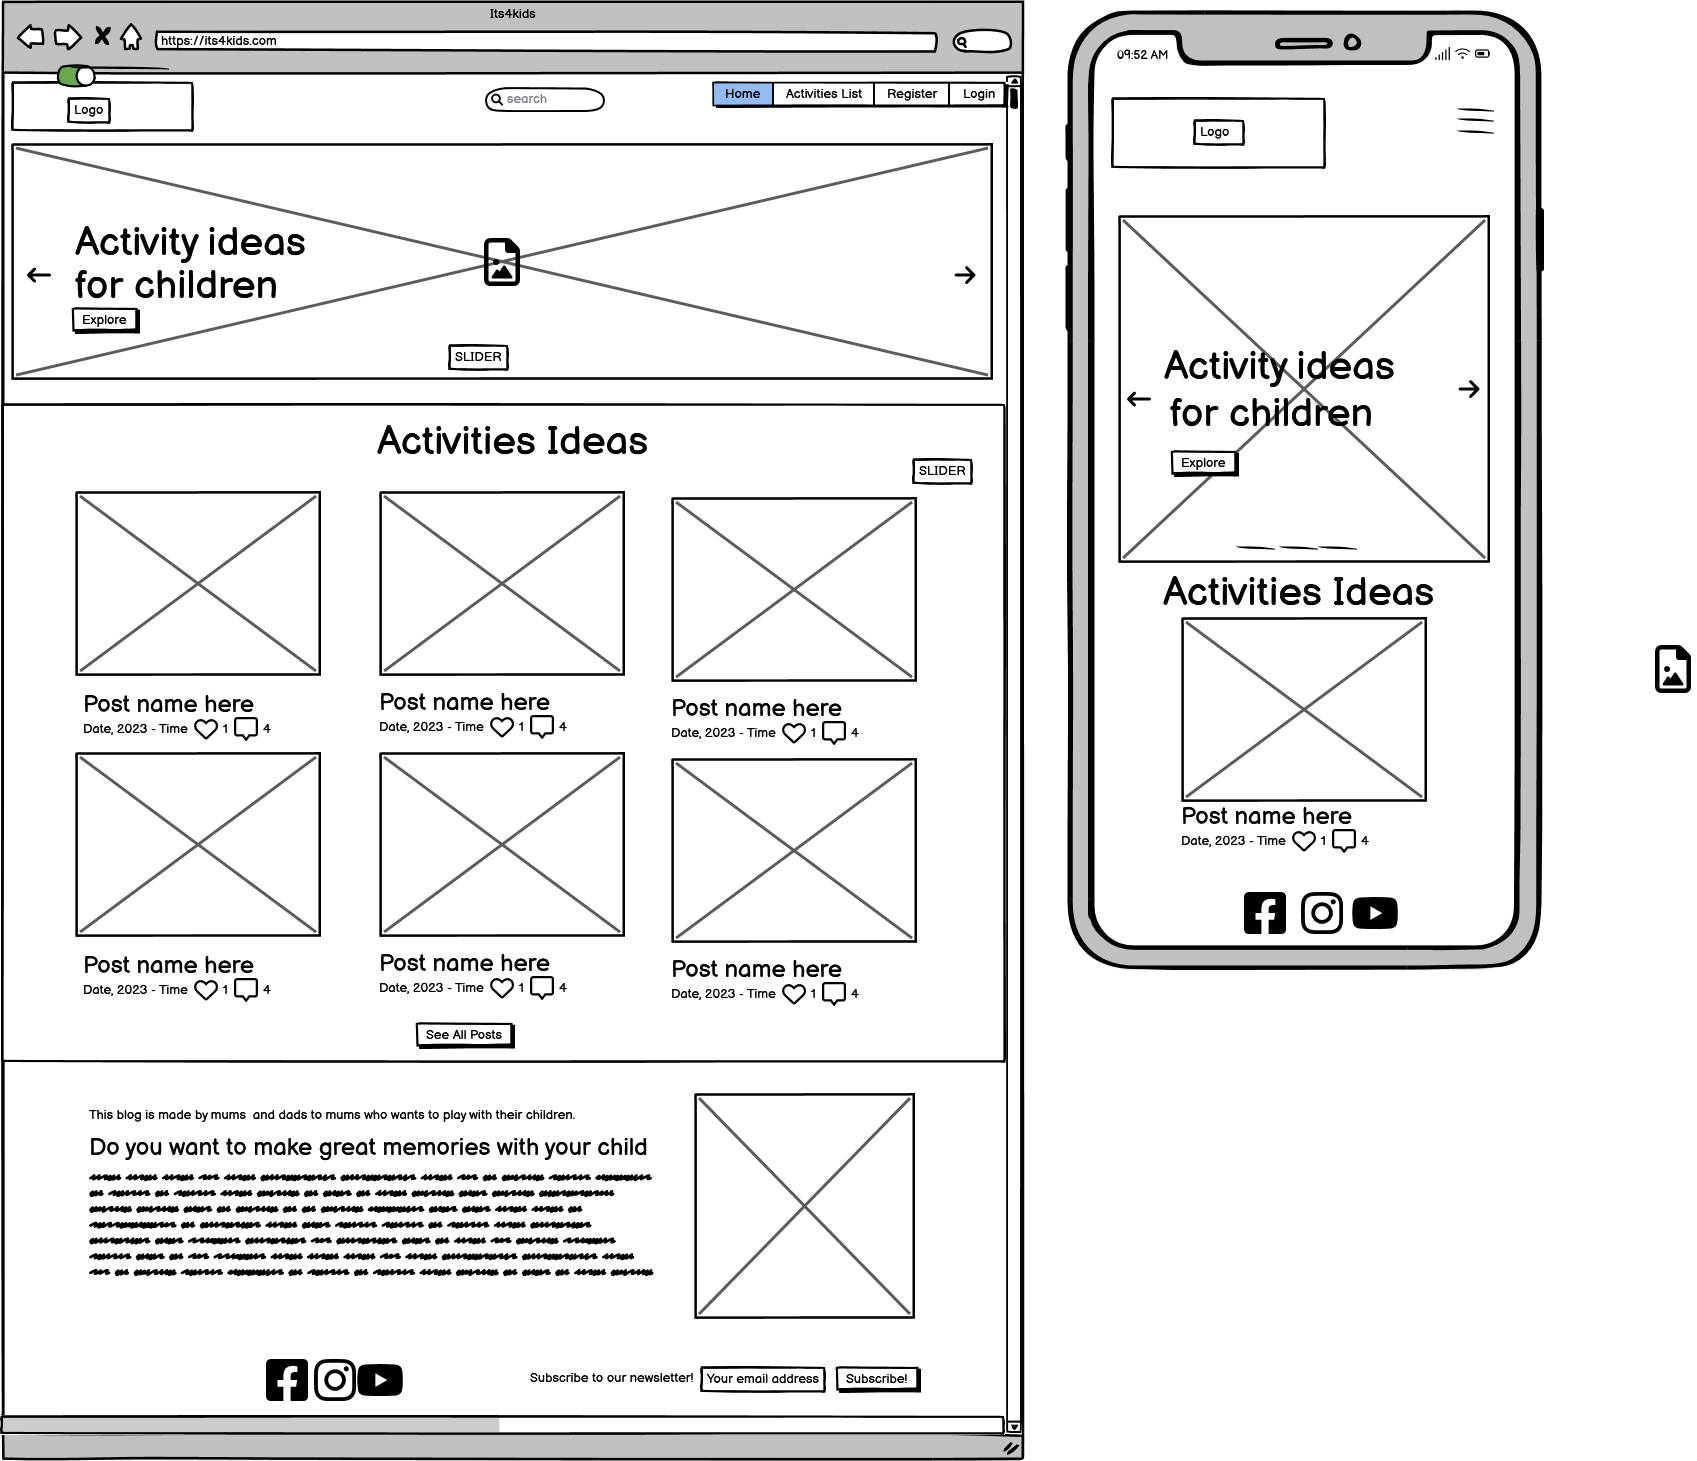 Its4kids
https://its4kids.com
Logo
search
Home
Activities List
Register
Login
Activity ideas
for children
Explore
SLIDER
Activities Ideas
SLIDER
Post name here
Date, 2023 - Time 1 4
Post name here
Date, 2023 - Time 1 4
Post name here
Date, 2023 - Time 1 4
Post name here
Date, 2023 - Time 1 4
Post name here
Date, 2023 - Time 1 4
Post name here
Date, 2023 - Time 1 4
See All Posts
This blog is made by mums and dads to mums who wants to play with their children.
Do you want to make great memories with your child
Subscribe to our newsletter!
Your email address
Subscribe!
09:52 AM
Logo
Activity ideas
for children
Explore
Activities Ideas
Post name here
Date, 2023 - Time 1 4